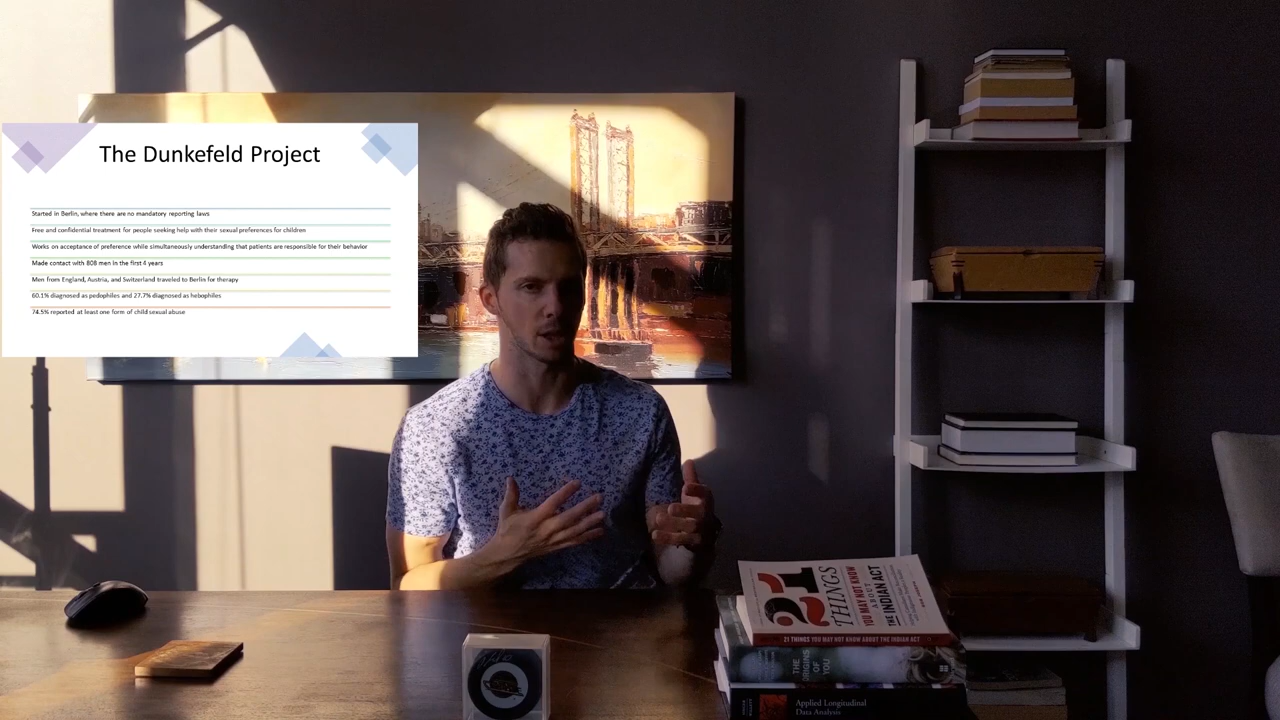 The Dunkefeld Project
Started in Berlin, where there are no mandatory reporting laws
Free and confidential treatment for people seeking help with their sexual preferences for children
Works on acceptance of preference while simultaneously understanding that patients are responsible for their behavior
Made contact with 808 men in the first 4 years
Men from England, Austria, and Switzerland traveled to Berlin for therapy
60.1% diagnosed as pedophiles and 27.7% diagnosed as hebophiles
74.5% reported at least one form of child sexual abuse
21
THINGS
YOU MAY NOT KNOW
ABOUT
THE INDIAN ACT
21 THINGS YOU MAY NOT KNOW ABOUT THE INDIAN ACT
THE
ORIGINS
OF
YOU
Applied Longitudinal
Data Analysis